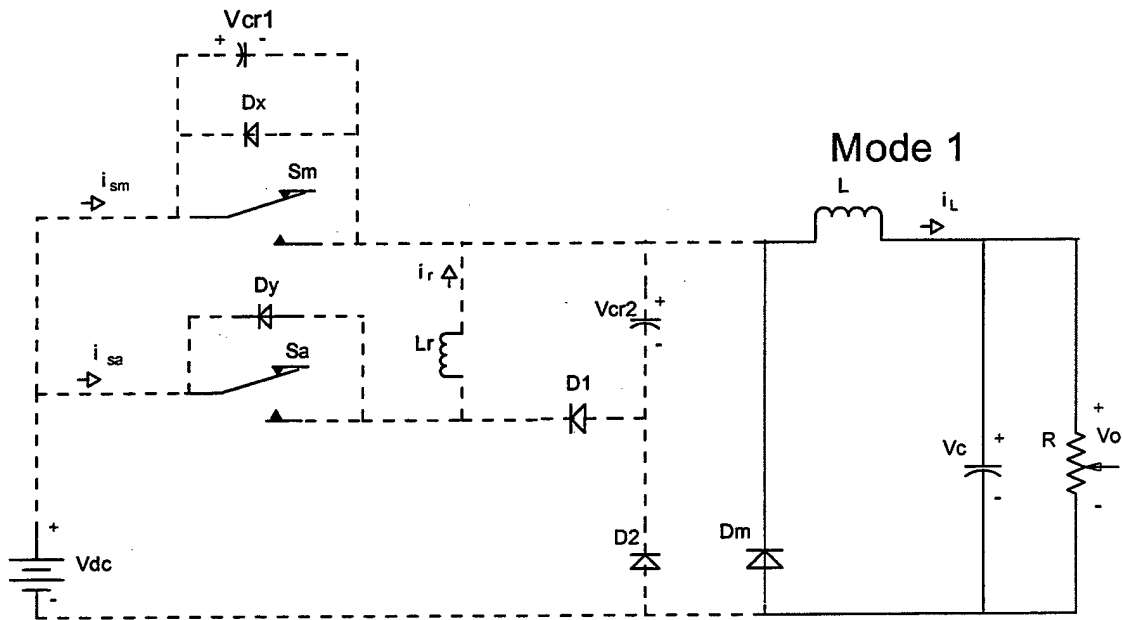 Vcr1
+ -
Dx
Mode 1
Sm
i sm
L
i L
i r
Dy
Vcr2
+
-
Lr
i sa
Sa
D1
+
Vc
+
R
Vo
-
-
D2
Dm
+
Vdc
-